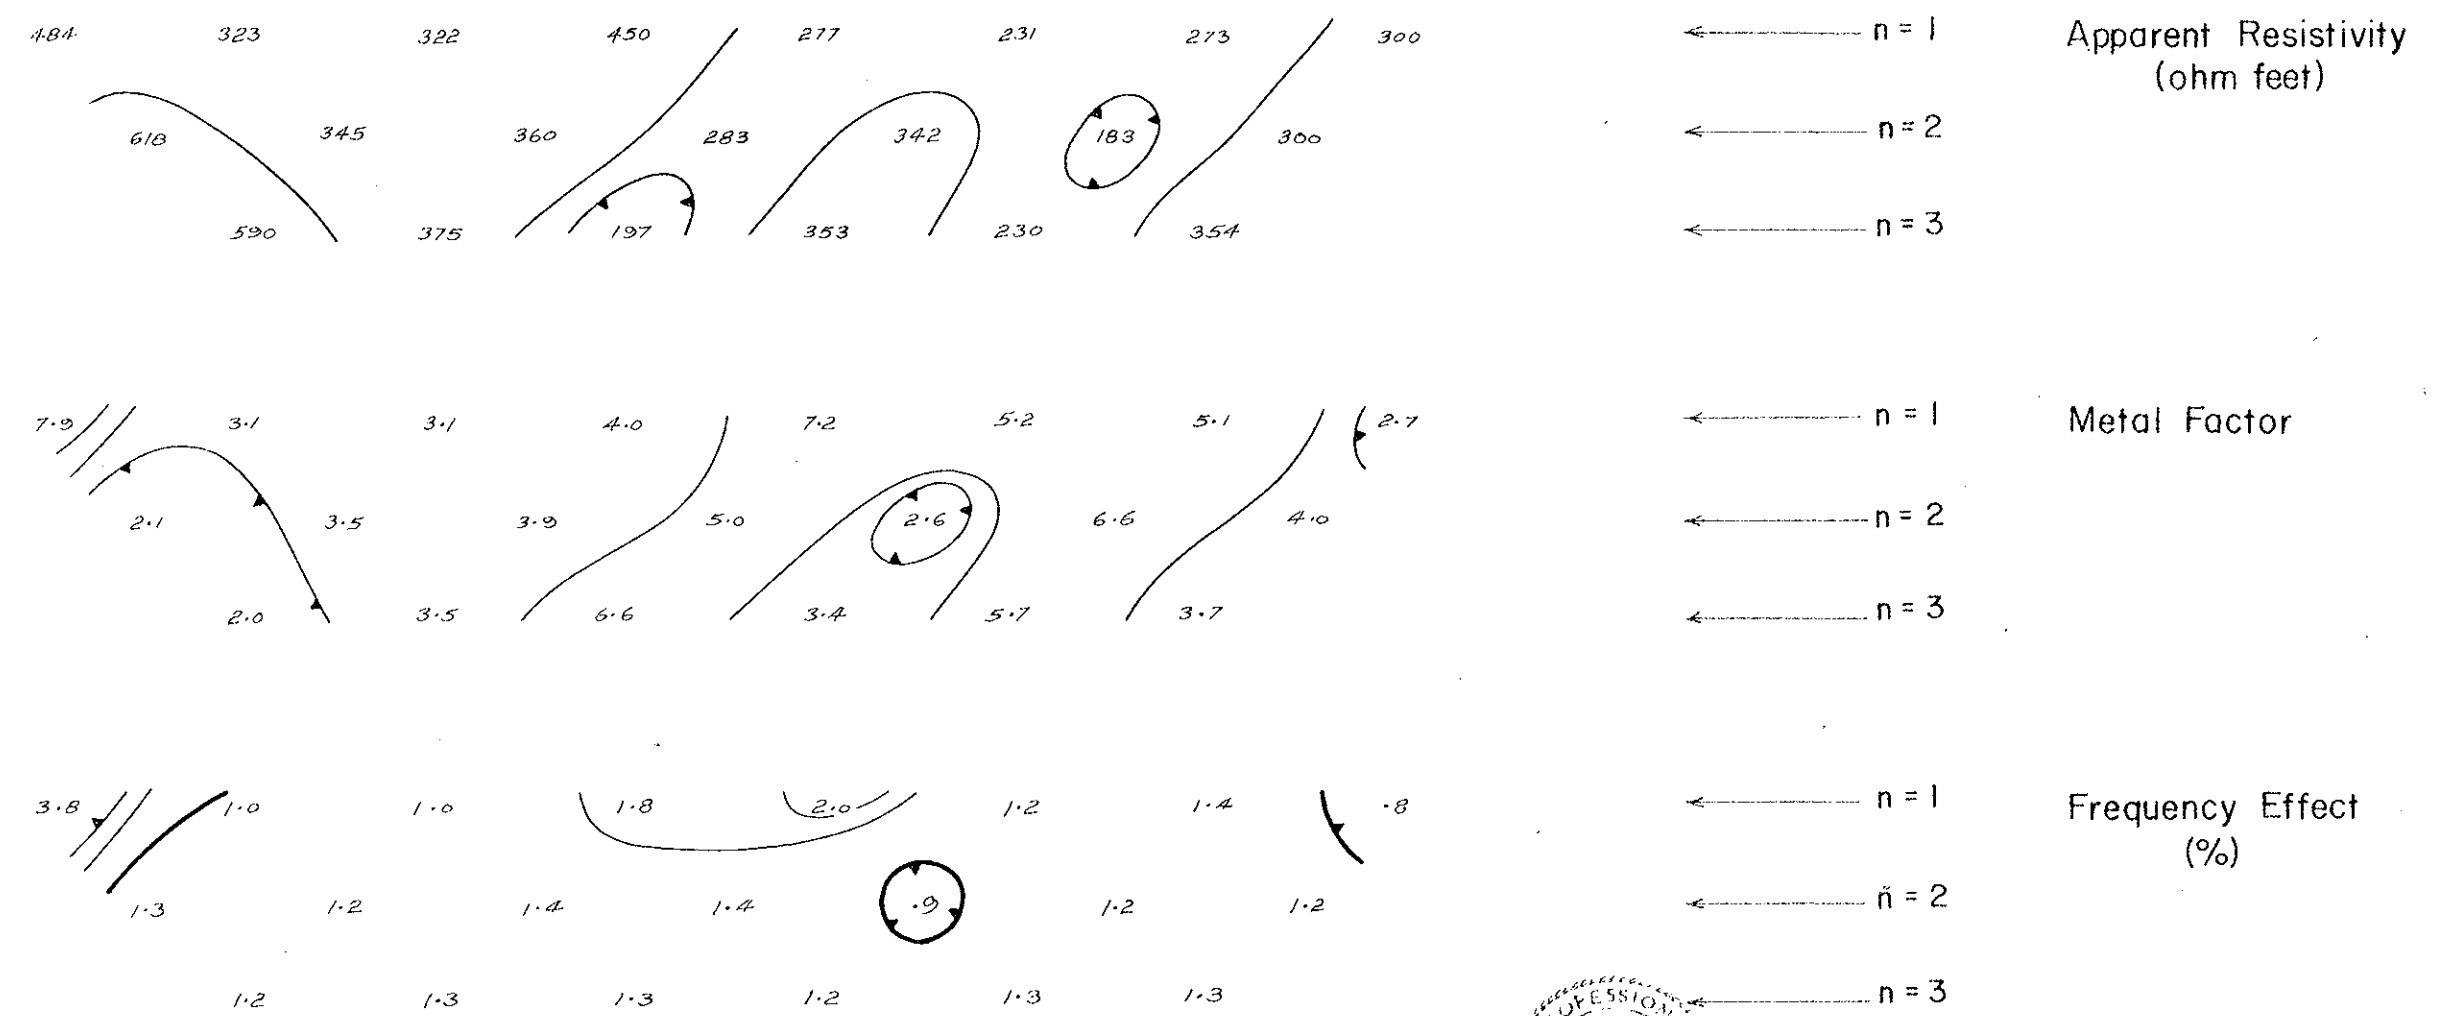 484 323 322 450 277 231 273 300 n = 1 Apparent Resistivity
(ohm feet)
618 345 360 283 342 183 300 n = 2
590 375 197 353 230 354 n = 3
7.9 3.1 3.1 4.0 7.2 5.2 5.1 2.7 n = 1 Metal Factor
2.1 3.5 3.9 5.0 2.6 6.6 4.0 n = 2
2.0 3.5 6.6 3.4 5.7 3.7 n = 3
3.8 1.0 1.0 1.8 2.0 1.2 1.4 .8 n = 1 Frequency Effect
(%)
1.3 1.2 1.4 1.4 .9 1.2 1.2 n = 2
1.2 1.3 1.3 1.2 1.3 1.3 n = 3